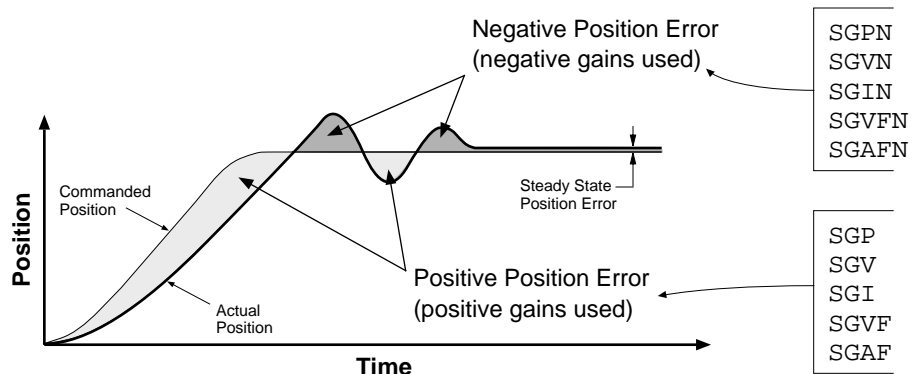 Negative Position Error
(negative gains used)
SGPN
SGVN
SGIN
SGVFN
SGAFN
Commanded
Position
Steady State
Position Error
Position
Positive Position Error
(positive gains used)
SGP
SGV
SGI
SGVF
SGAF
Actual
Position
Time